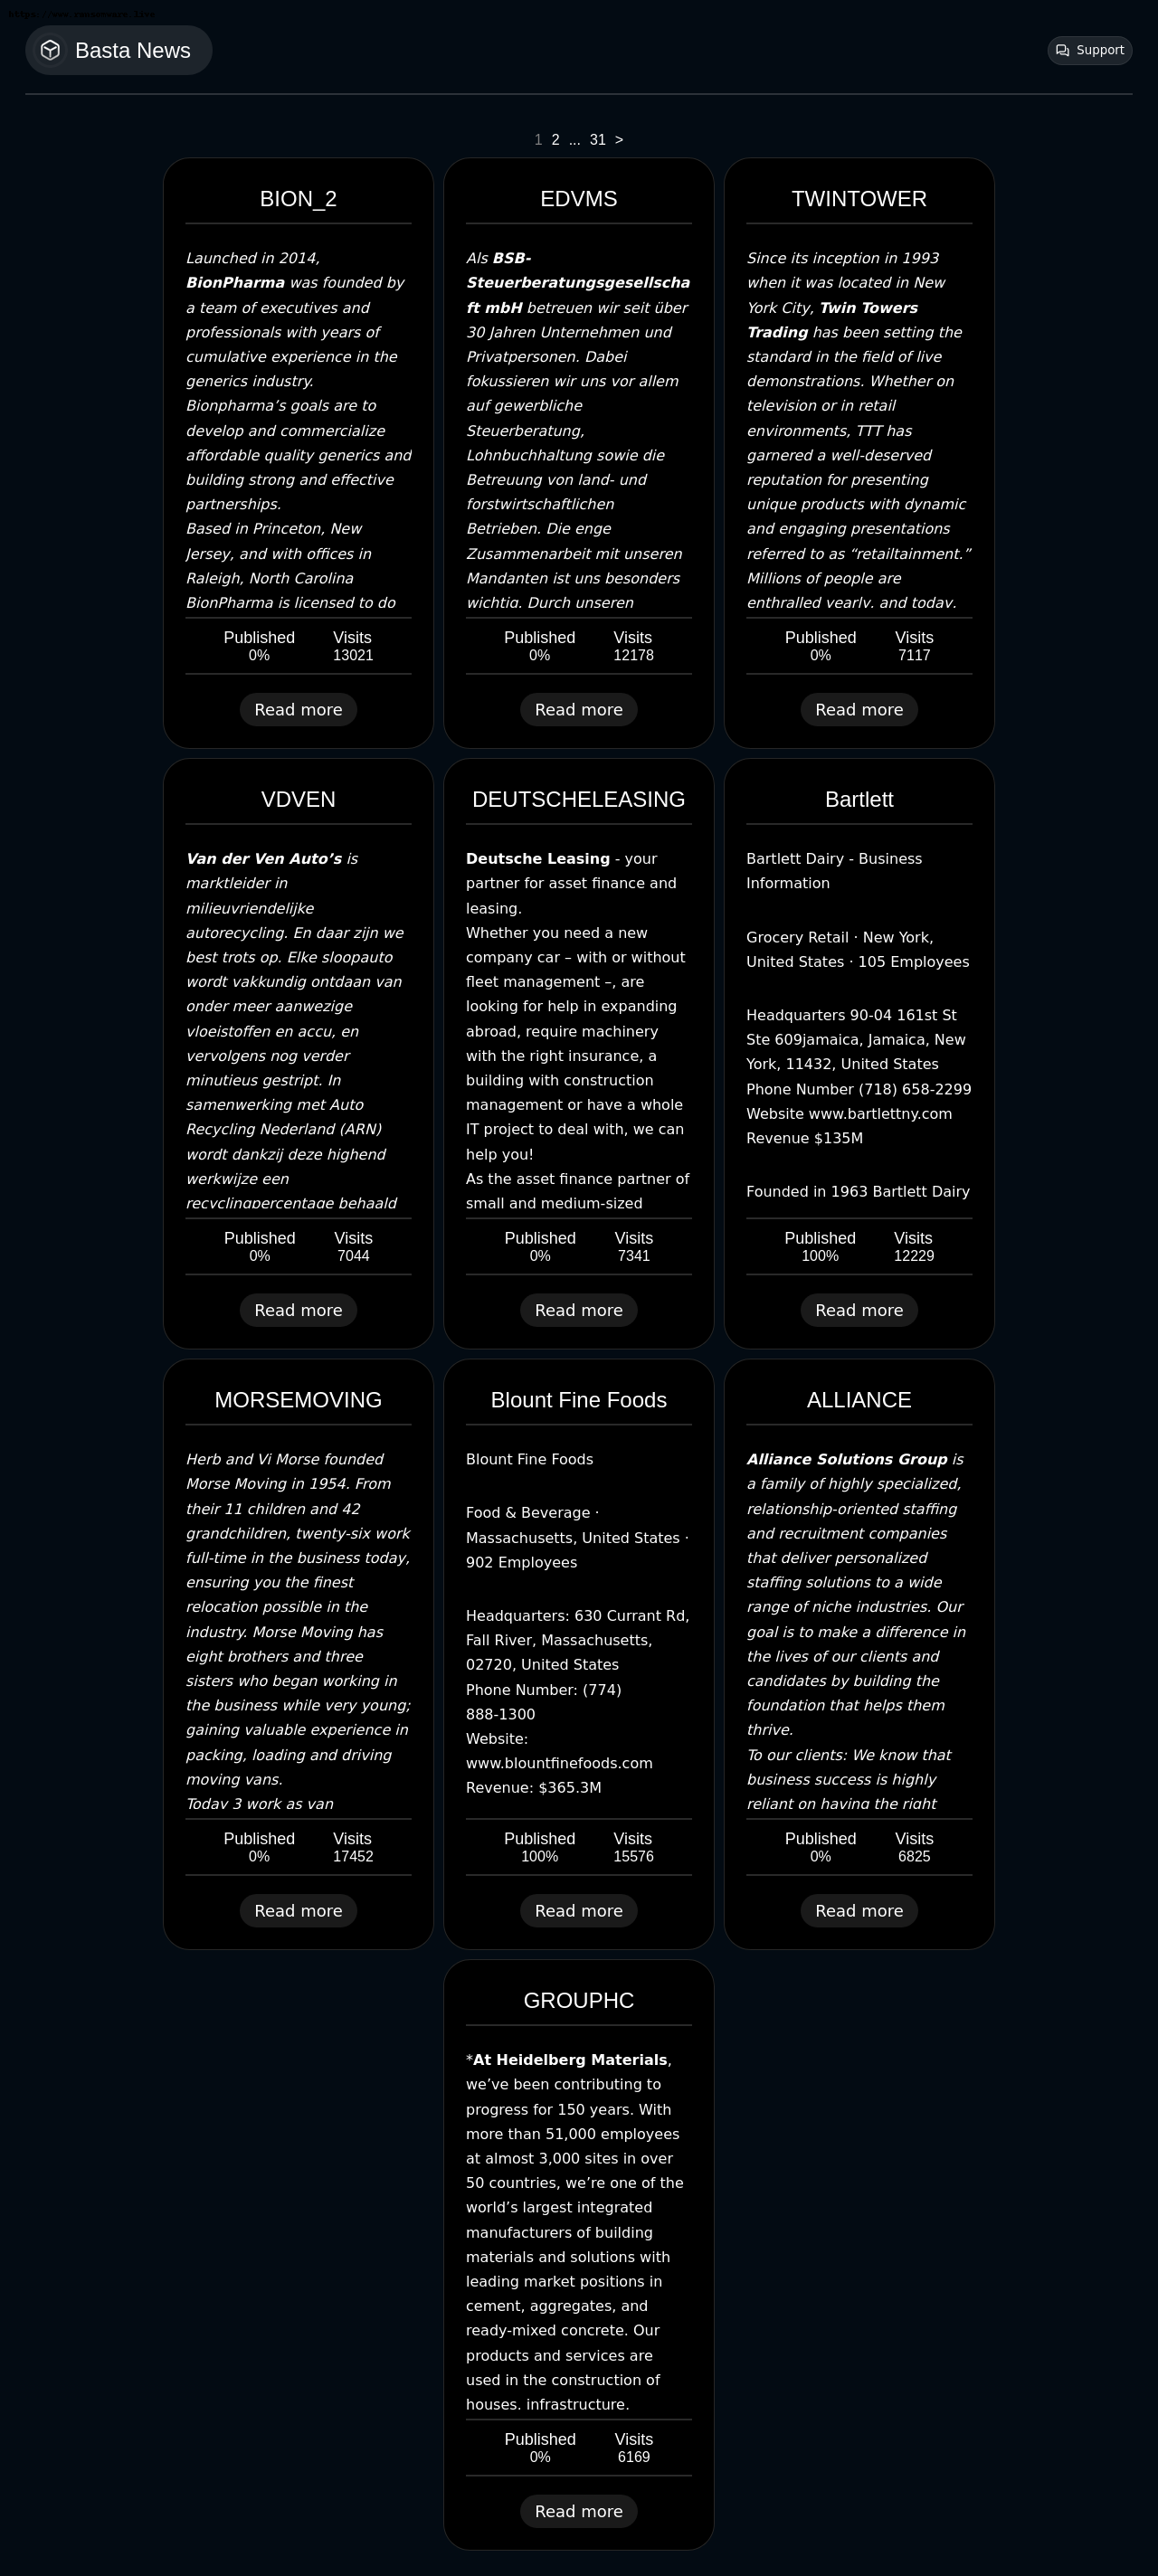 Basta News
Support
1 2 ... 31 >
BION_2
Launched in 2014,
BionPharma was founded by
a team of executives and
professionals with years of
cumulative experience in the
generics industry.
Bionpharma’s goals are to
develop and commercialize
affordable quality generics and
building strong and effective
partnerships.
Based in Princeton, New
Jersey, and with offices in
Raleigh, North Carolina
BionPharma is licensed to do
Published Visits
0% 13021
Read more
EDVMS
Als BSB-
Steuerberatungsgesellscha
ft mbH betreuen wir seit über
30 Jahren Unternehmen und
Privatpersonen. Dabei
fokussieren wir uns vor allem
auf gewerbliche
Steuerberatung,
Lohnbuchhaltung sowie die
Betreuung von land- und
forstwirtschaftlichen
Betrieben. Die enge
Zusammenarbeit mit unseren
Mandanten ist uns besonders
wichtig. Durch unseren
Published Visits
0% 12178
Read more
TWINTOWER
Since its inception in 1993
when it was located in New
York City, Twin Towers
Trading has been setting the
standard in the field of live
demonstrations. Whether on
television or in retail
environments, TTT has
garnered a well-deserved
reputation for presenting
unique products with dynamic
and engaging presentations
referred to as “retailtainment.”
Millions of people are
enthralled yearly, and today,
Published Visits
0% 7117
Read more
VDVEN
Van der Ven Auto’s is
marktleider in
milieuvriendelijke
autorecycling. En daar zijn we
best trots op. Elke sloopauto
wordt vakkundig ontdaan van
onder meer aanwezige
vloeistoffen en accu, en
vervolgens nog verder
minutieus gestript. In
samenwerking met Auto
Recycling Nederland (ARN)
wordt dankzij deze highend
werkwijze een
recyclingpercentage behaald
Published Visits
0% 7044
Read more
DEUTSCHELEASING
Deutsche Leasing - your
partner for asset finance and
leasing.
Whether you need a new
company car – with or without
fleet management –, are
looking for help in expanding
abroad, require machinery
with the right insurance, a
building with construction
management or have a whole
IT project to deal with, we can
help you!
As the asset finance partner of
small and medium-sized
Published Visits
0% 7341
Read more
Bartlett
Bartlett Dairy - Business
Information
Grocery Retail · New York,
United States · 105 Employees
Headquarters 90-04 161st St
Ste 609jamaica, Jamaica, New
York, 11432, United States
Phone Number (718) 658-2299
Website www.bartlettny.com
Revenue $135M
Founded in 1963 Bartlett Dairy
Published Visits
100% 12229
Read more
MORSEMOVING
Herb and Vi Morse founded
Morse Moving in 1954. From
their 11 children and 42
grandchildren, twenty-six work
full-time in the business today,
ensuring you the finest
relocation possible in the
industry. Morse Moving has
eight brothers and three
sisters who began working in
the business while very young;
gaining valuable experience in
packing, loading and driving
moving vans.
Today 3 work as van
Published Visits
0% 17452
Read more
Blount Fine Foods
Blount Fine Foods
Food & Beverage ·
Massachusetts, United States ·
902 Employees
Headquarters: 630 Currant Rd,
Fall River, Massachusetts,
02720, United States
Phone Number: (774)
888-1300
Website:
www.blountfinefoods.com
Revenue: $365.3M
Published Visits
100% 15576
Read more
ALLIANCE
Alliance Solutions Group is
a family of highly specialized,
relationship-oriented staffing
and recruitment companies
that deliver personalized
staffing solutions to a wide
range of niche industries. Our
goal is to make a difference in
the lives of our clients and
candidates by building the
foundation that helps them
thrive.
To our clients: We know that
business success is highly
reliant on having the right
Published Visits
0% 6825
Read more
GROUPHC
*At Heidelberg Materials,
we’ve been contributing to
progress for 150 years. With
more than 51,000 employees
at almost 3,000 sites in over
50 countries, we’re one of the
world’s largest integrated
manufacturers of building
materials and solutions with
leading market positions in
cement, aggregates, and
ready-mixed concrete. Our
products and services are
used in the construction of
houses, infrastructure,
Published Visits
0% 6169
Read more